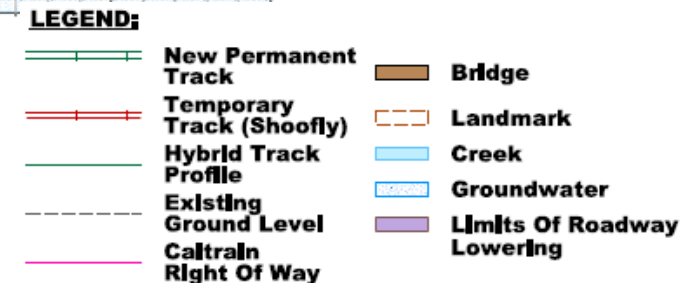 LEGEND:
New Permanent
Track
Temporary
Track (Shoofly)
Hybrid Track
Profile
Existing
Ground Level
Caltrain
Right Of Way
Bridge
Landmark
Creek
Groundwater
Limits Of Roadway
Lowering